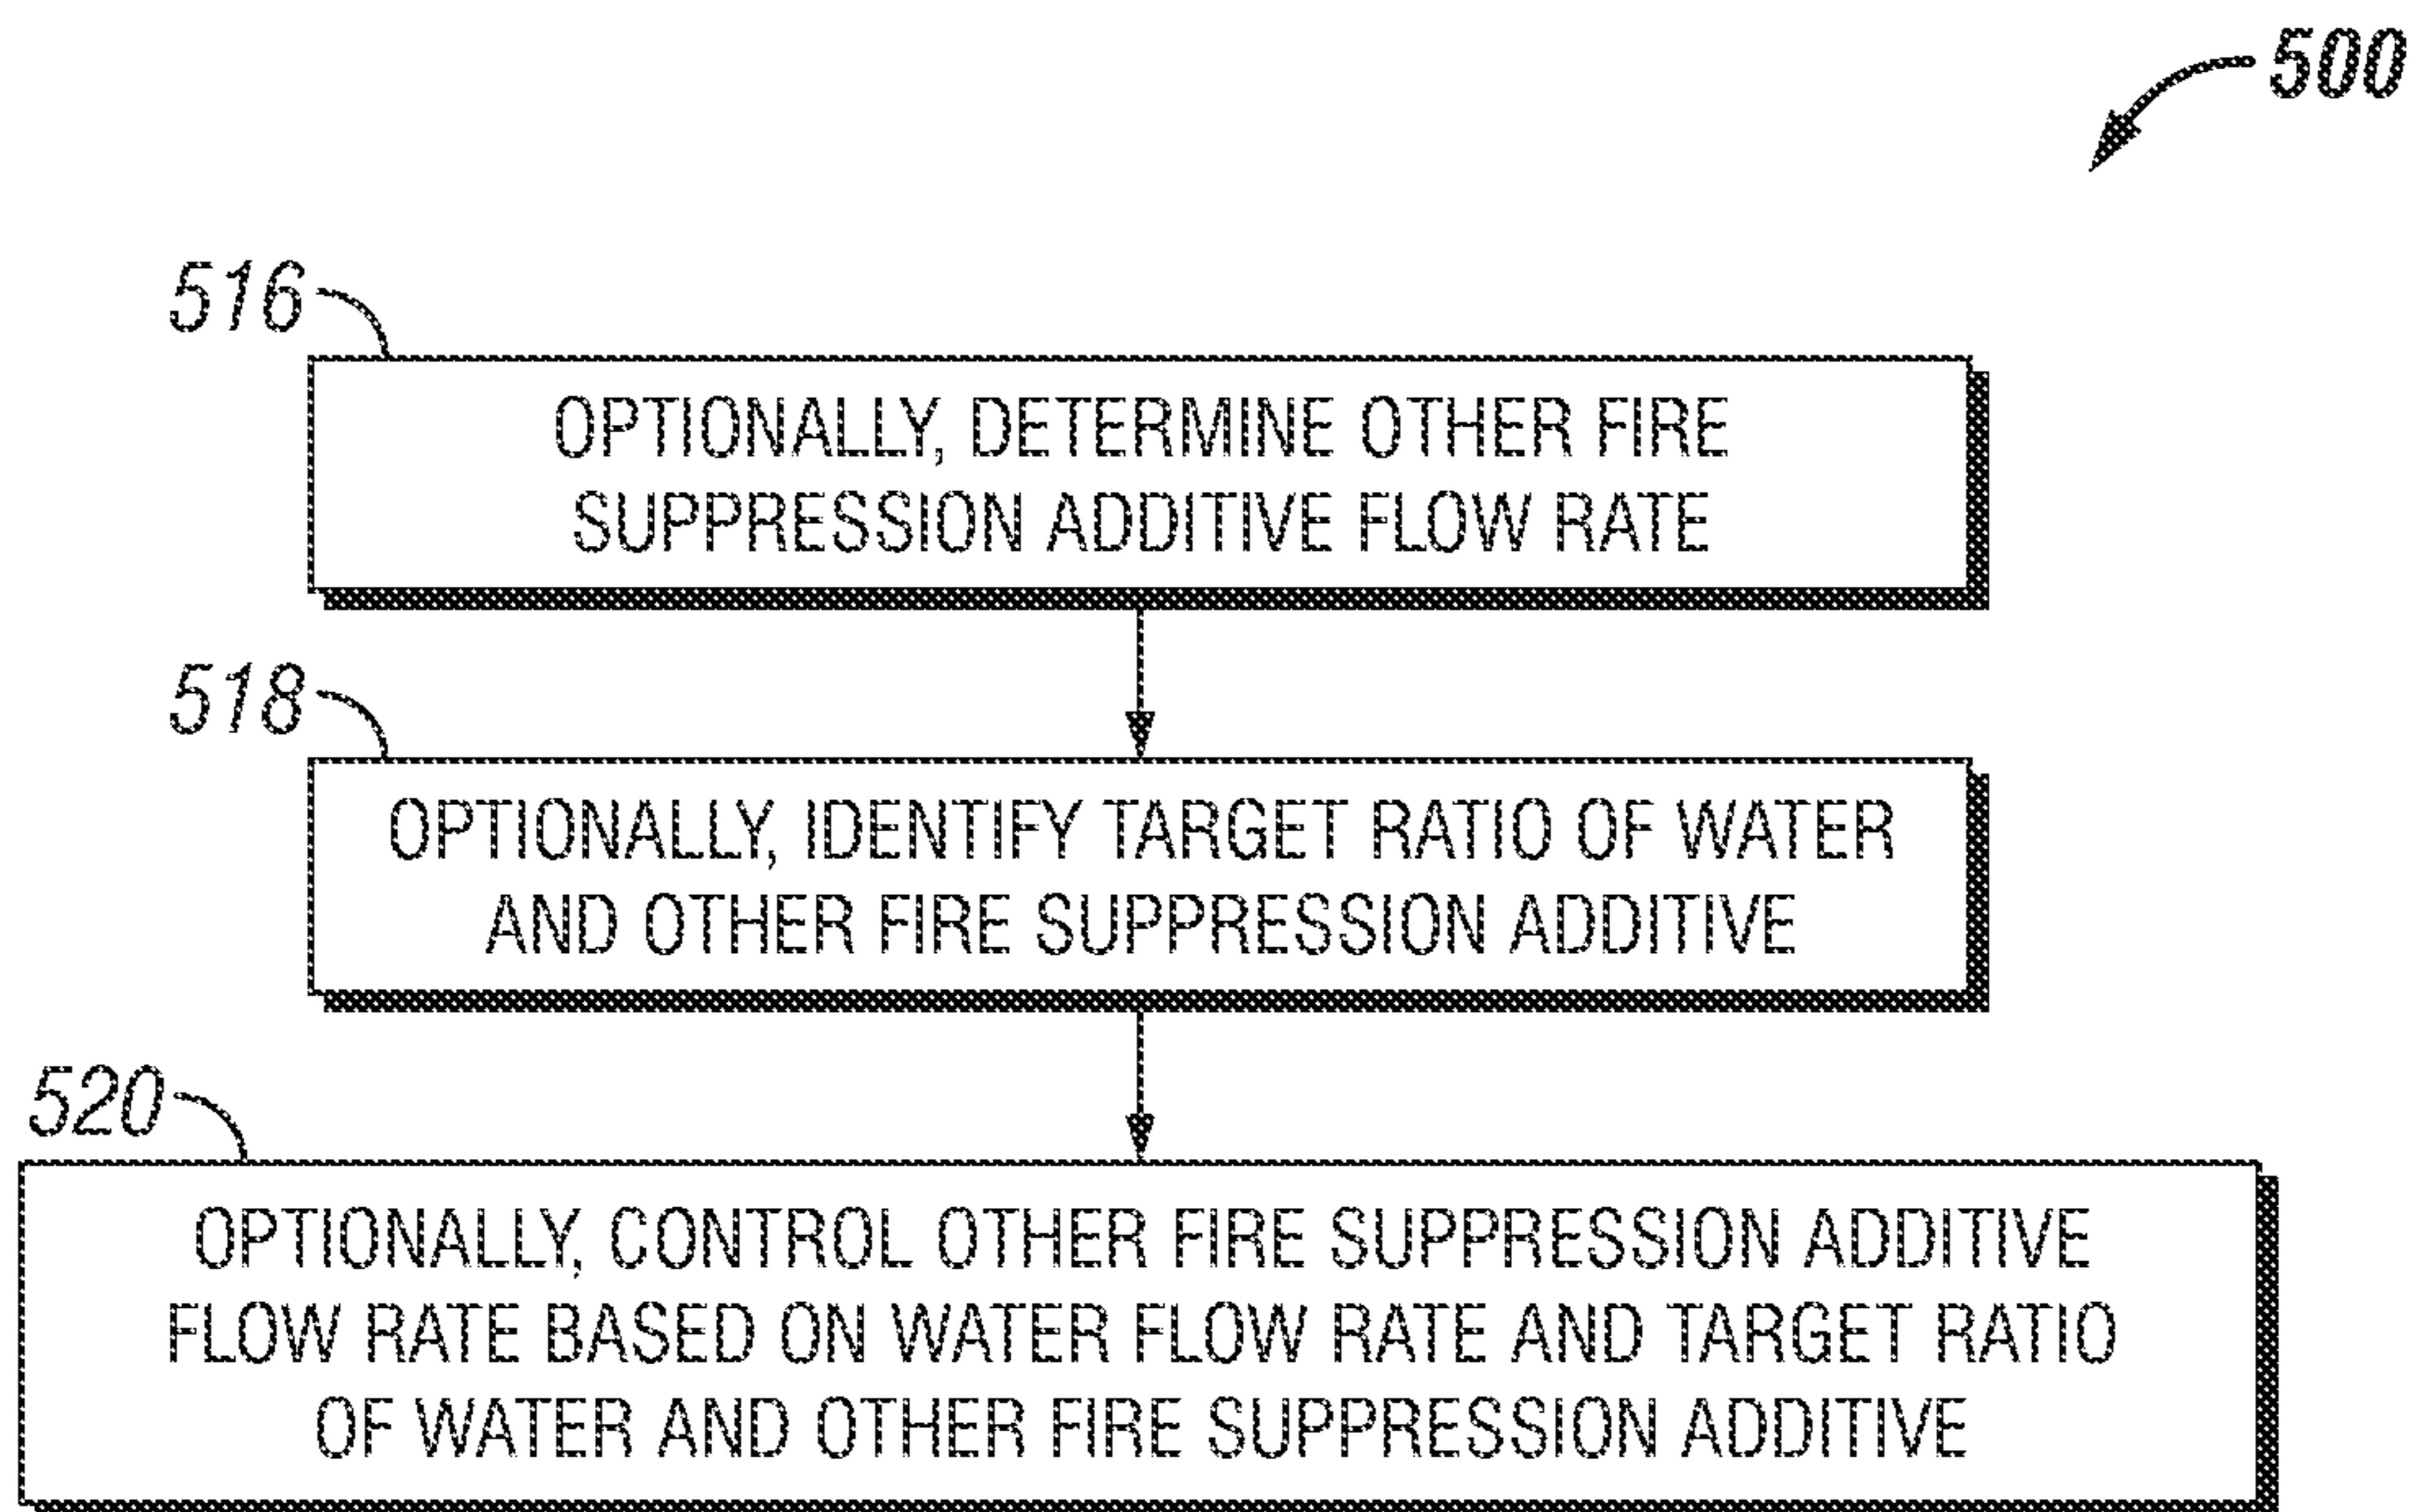 500
516
OPTIONALLY, DETERMINE OTHER FIRE
SUPPRESSION ADDITIVE FLOW RATE
518
OPTIONALLY, IDENTIFY TARGET RATIO OF WATER
AND OTHER FIRE SUPPRESSION ADDITIVE
520
OPTIONALLY, CONTROL OTHER FIRE SUPPRESSION ADDITIVE
FLOW RATE BASED ON WATER FLOW RATE AND TARGET RATIO
OF WATER AND OTHER FIRE SUPPRESSION ADDITIVE